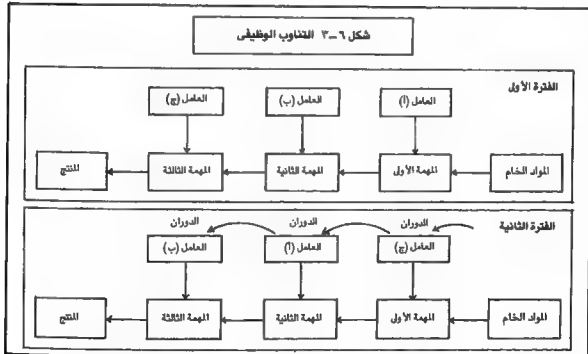 شكل ٦-٣ التناوب الوظيفى
الفترة الأولى
العامل (أ)
العامل (ب)
العامل (ج)
المواد الخام
المهمة الأولى
المهمة الثانية
المهمة الثالثة
المنتج
الفترة الثانية
الدوران
الدوران
الدوران
العامل (ج)
العامل (أ)
العامل (ب)
المواد الخام
المهمة الأولى
المهمة الثانية
المهمة الثالثة
المنتج